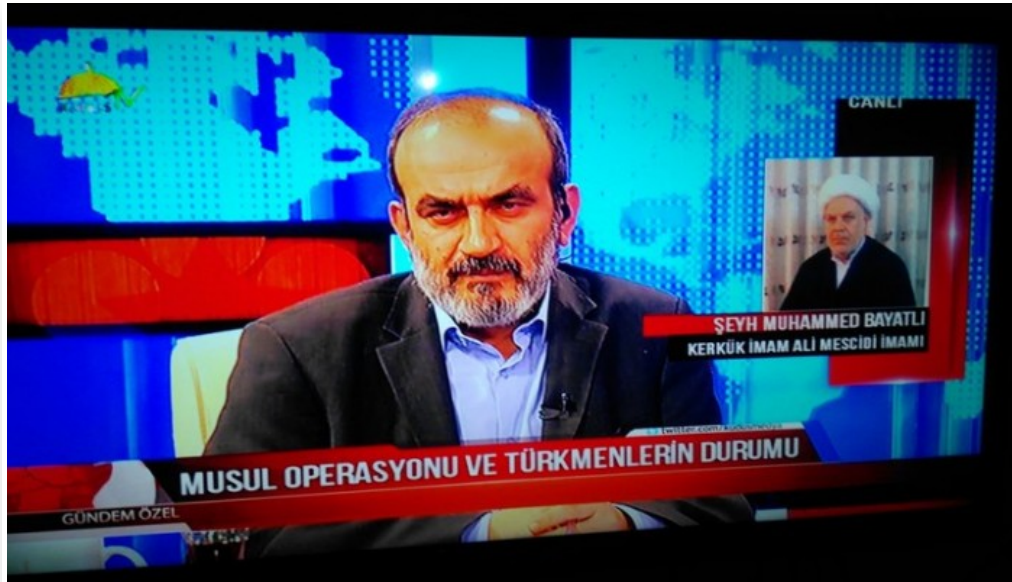 CANLI
ŞEYH MUHAMMED BAYATLI
KERKÜK İMAM ALİ MESCİDİ İMAMI
MUSUL OPERASYONU VE TÜRKMENLERİN DURUMU
GÜNDEM ÖZEL